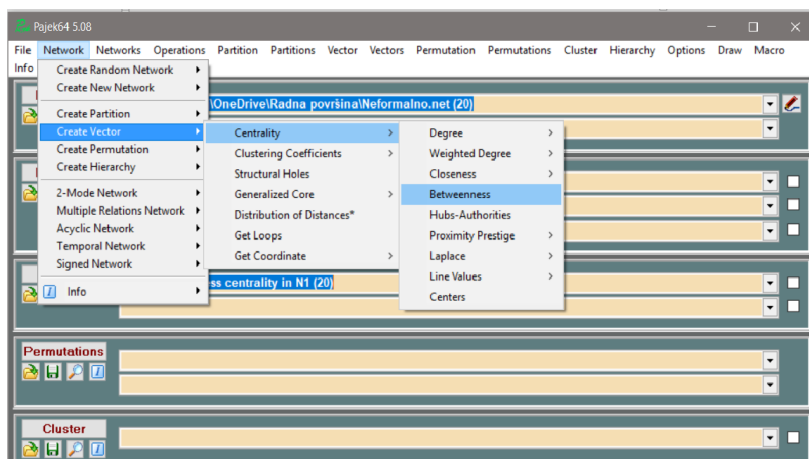 Pajek64 5.08
File Network Networks Operations Partition Partitions Vector Vectors Permutation Permutations Cluster Hierarchy Options Draw Macro
Info
Create Random Network
Create New Network
\OneDrive\Radna površina\Neformalno.net (20)
Create Partition
Create Vector
Create Permutation
Create Hierarchy
2-Mode Network
Multiple Relations Network
Acyclic Network
Temporal Network
Signed Network
Info
Centrality
Clustering Coefficients
Structural Holes
Generalized Core
Distribution of Distances*
Get Loops
Get Coordinate
ss centrality in N1 (20)
Degree
Weighted Degree
Closeness
Betweenness
Hubs-Authorities
Proximity Prestige
Laplace
Line Values
Centers
Permutations
Cluster